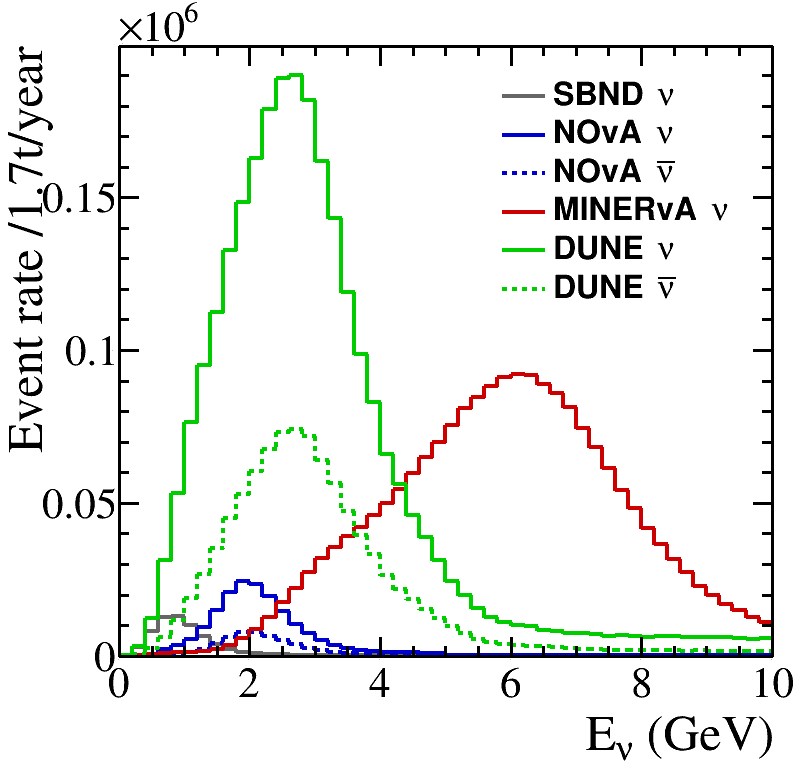 ×10⁶
Event rate /1.7t/year
0.15
0.1
0.05
0
SBND ν
NOvA ν
NOvA ν̅
MINERvA ν
DUNE ν
DUNE ν̅
0 2 4 6 8 10
Eν (GeV)